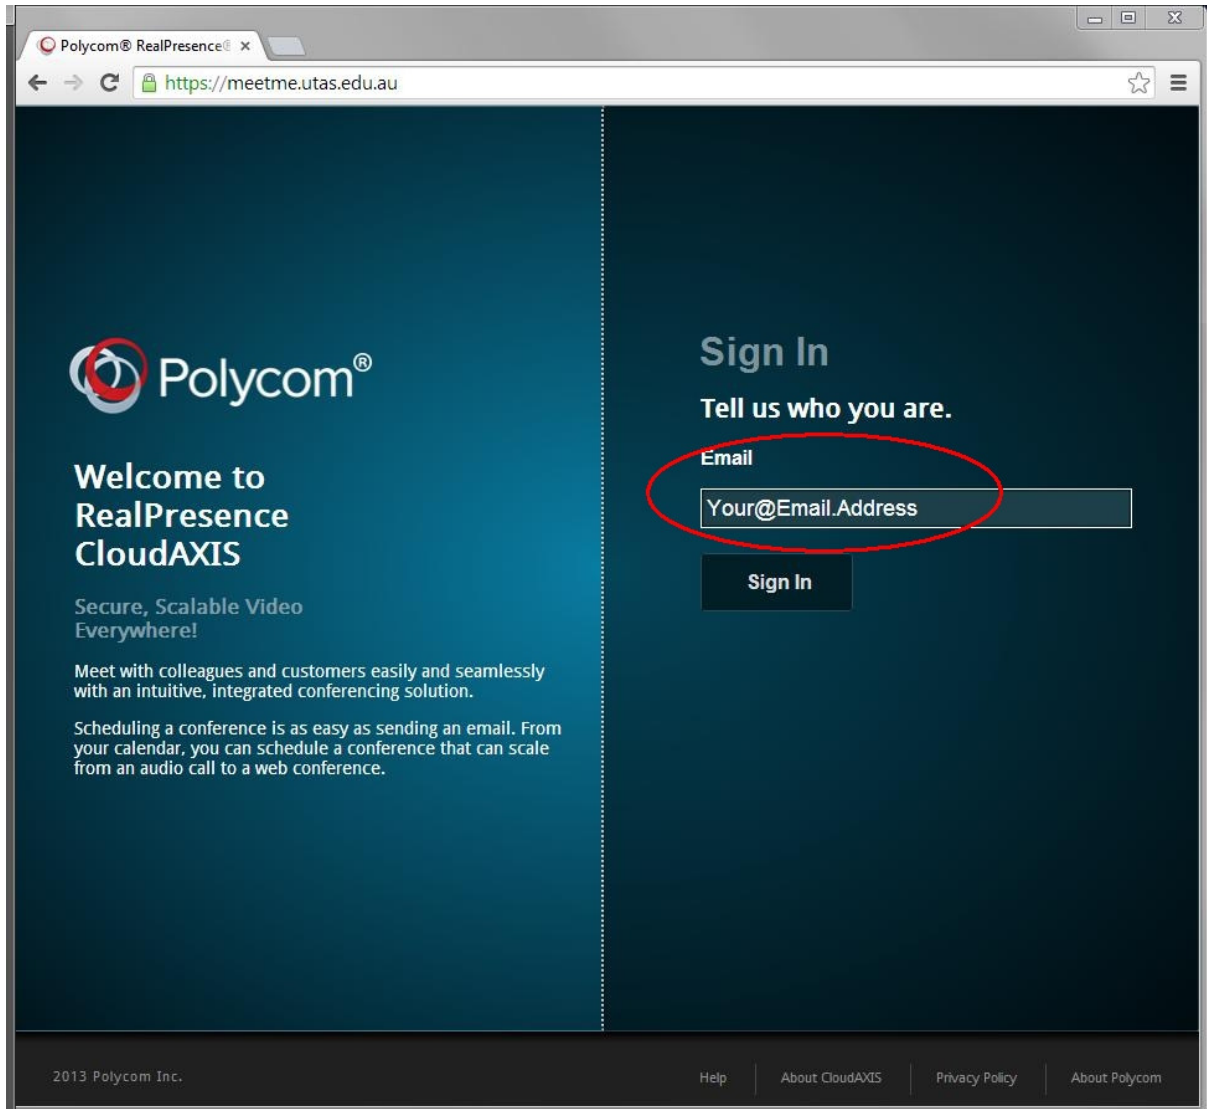 Polycom® RealPresence®
https://meetme.utas.edu.au
Polycom®
Welcome to
RealPresence
CloudAXIS
Secure, Scalable Video
Everywhere!
Meet with colleagues and customers easily and seamlessly
with an intuitive, integrated conferencing solution.
Scheduling a conference is as easy as sending an email. From
your calendar, you can schedule a conference that can scale
from an audio call to a web conference.
Sign In
Tell us who you are.
Email
Your@Email.Address
Sign In
2013 Polycom Inc.
Help
About CloudAXIS
Privacy Policy
About Polycom